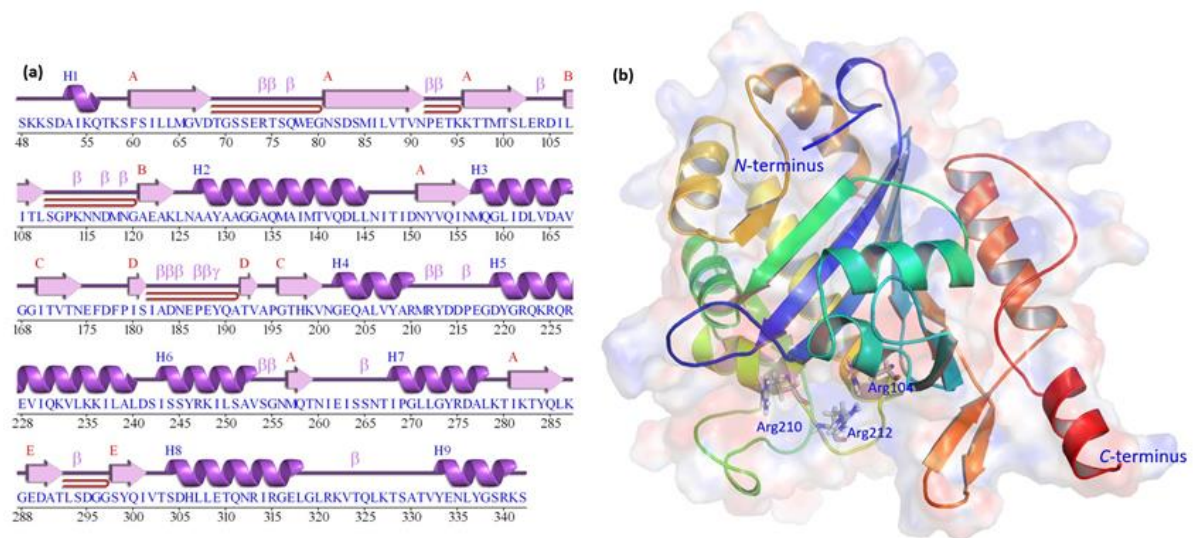 (a)
H1 A ββ β A ββ A β B
SKKSDAIKQTKSFSILLMGVDTGSSERTSQWEGNSDSMILVTVNPETKKTTMTSLERDIL
48 55 60 65 70 75 80 85 90 95 100 105
β β β B H2 A H3
ITLSGPKNNDMNGAEAKLNAAYAAGGAQMAIMTVQDLLNITIDNYVQINMQGLIDLVDAV
108 115 120 125 130 135 140 145 150 155 160 165
C D βββ ββγ D C H4 ββ β H5
GGITVTNEFDFPISIADNEPEYQATVAPGTHKVNGEQALVYARMRYDDPEGDYGRQKRQR
168 175 180 185 190 195 200 205 210 215 220 225
H6 ββ A β H7 A
EVIQKVLKKILALDSISSYRKILSAVSGNMQTNIEISSNTIPGLLGYRDALKTIKTYQLK
228 235 240 245 250 255 260 265 270 275 280 285
E β E H8 β H9
GEDATLSDGGSYQIVTSDHLLETQNRIRGELGLRKVTQLKTSATVYENLYGSRKS
288 295 300 305 310 315 320 325 330 335 340
(b)
N-terminus
Arg104
Arg210
Arg212
C-terminus